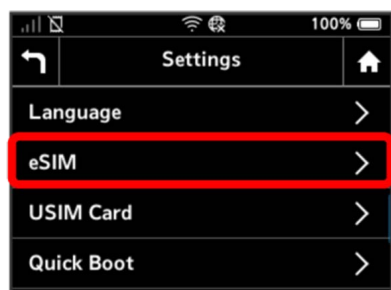 100%
Settings
Language
eSIM
USIM Card
Quick Boot